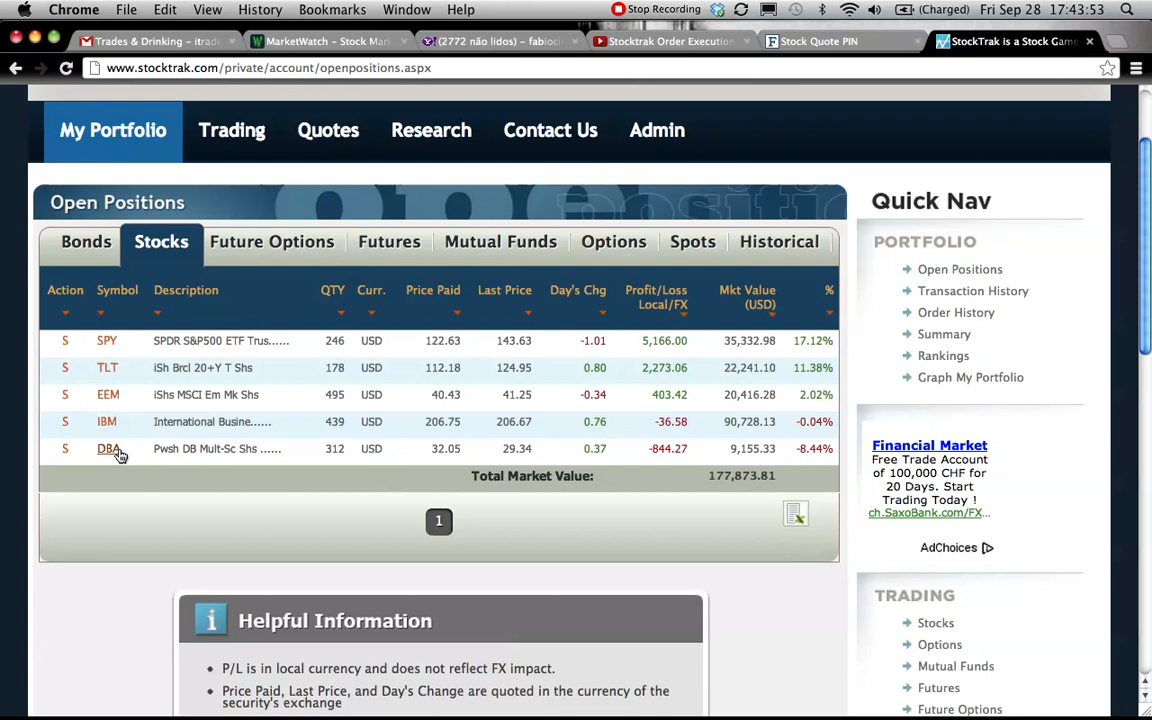 Chrome File Edit View History Bookmarks Window Help Stop Recording (Charged) Fri Sep 28 17:43:53
Trades & Drinking – itrad MarketWatch – Stock Mar (2772 não lidos) – fabioci Stocktrak Order Execution Stock Quote PIN StockTrak is a Stock Game
www.stocktrak.com/private/account/openpositions.aspx
My Portfolio Trading Quotes Research Contact Us Admin
Open Positions
Bonds Stocks Future Options Futures Mutual Funds Options Spots Historical
Action Symbol Description QTY Curr. Price Paid Last Price Day's Chg Profit/Loss Local/FX Mkt Value (USD) %
S SPY SPDR S&P500 ETF Trus...... 246 USD 122.63 143.63 -1.01 5,166.00 35,332.98 17.12%
S TLT iSh Brcl 20+Y T Shs 178 USD 112.18 124.95 0.80 2,273.06 22,241.10 11.38%
S EEM iShs MSCI Em Mk Shs 495 USD 40.43 41.25 -0.34 403.42 20,416.28 2.02%
S IBM International Busine...... 439 USD 206.75 206.67 0.76 -36.58 90,728.13 -0.04%
S DBA Pwsh DB Mult-Sc Shs ...... 312 USD 32.05 29.34 0.37 -844.27 9,155.33 -8.44%
Total Market Value: 177,873.81
1
Helpful Information
P/L is in local currency and does not reflect FX impact.
Price Paid, Last Price, and Day's Change are quoted in the currency of the
security's exchange
Quick Nav
PORTFOLIO
Open Positions
Transaction History
Order History
Summary
Rankings
Graph My Portfolio
Financial Market
Free Trade Account
of 100,000 CHF for
20 Days. Start
Trading Today !
ch.SaxoBank.com/FX...
AdChoices
TRADING
Stocks
Options
Mutual Funds
Futures
Future Options